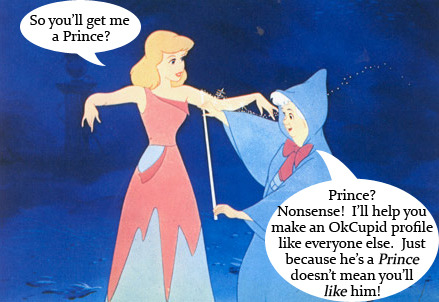 So you'll get me
a Prince?
Prince?
Nonsense!  I'll help you
make an OkCupid profile
like everyone else.  Just
because he's a Prince
doesn't mean you'll
like him!